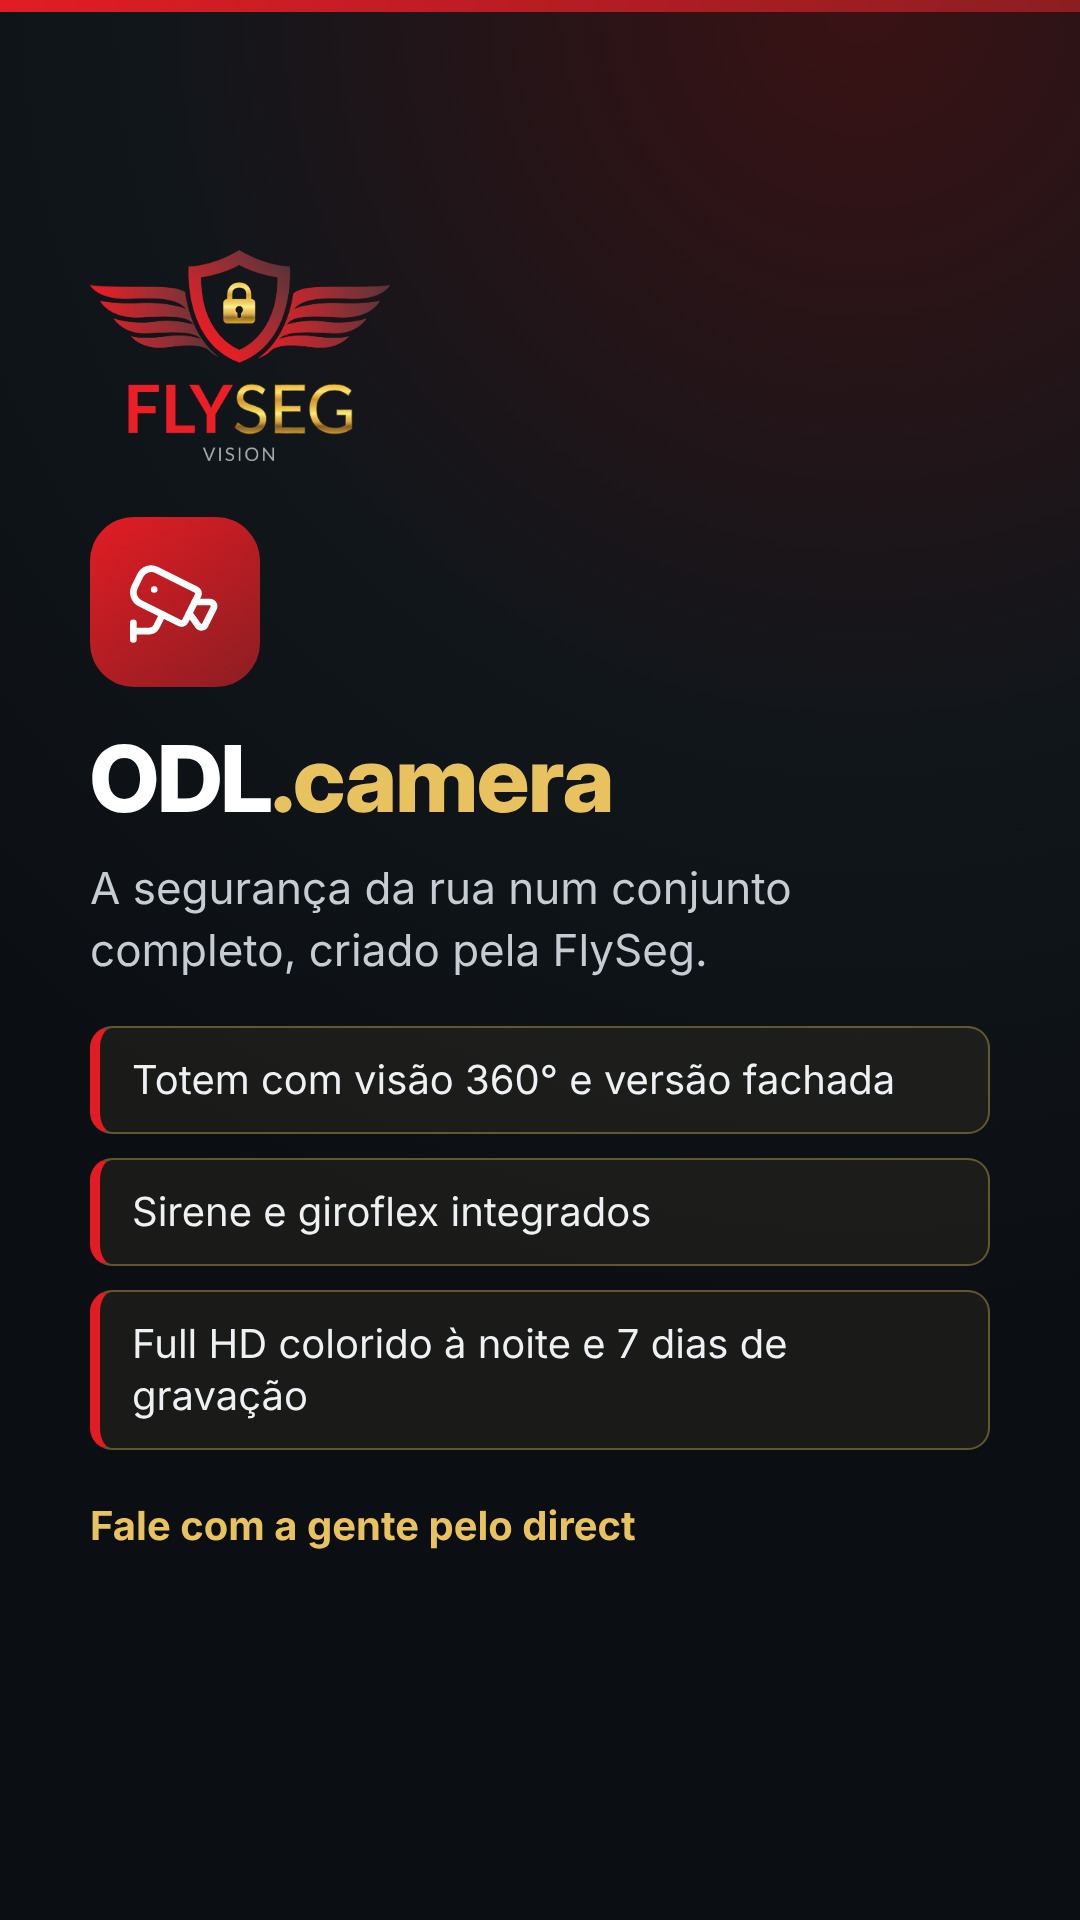 FLYSEG
VISION
ODL.camera
A segurança da rua num conjunto
completo, criado pela FlySeg.
Totem com visão 360° e versão fachada
Sirene e giroflex integrados
Full HD colorido à noite e 7 dias de
gravação
Fale com a gente pelo direct